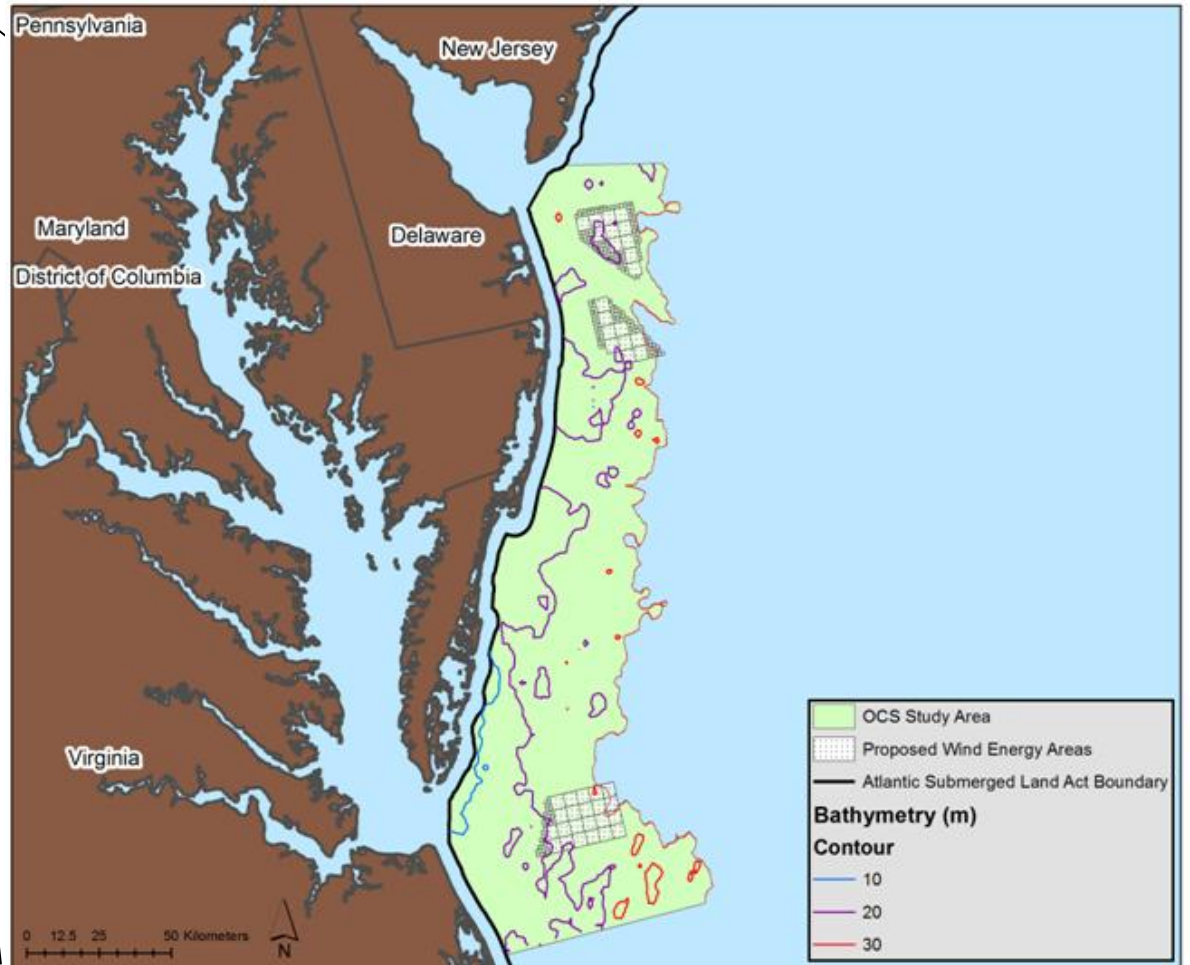 Pennsylvania
New Jersey
Maryland
Delaware
District of Columbia
Virginia
OCS Study Area
Proposed Wind Energy Areas
Atlantic Submerged Land Act Boundary
Bathymetry (m)
Contour
10
20
30
0 12.5 25 50 Kilometers
N